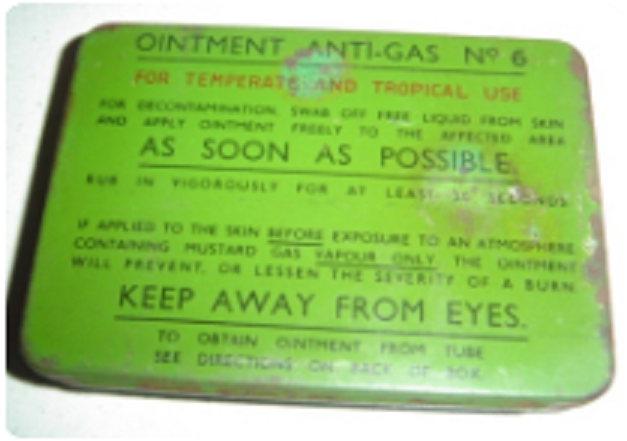 OINTMENT ANTI-GAS Nº 6
FOR TEMPERATE AND TROPICAL USE
FOR DECONTAMINATION, SWAB OFF FREE LIQUID FROM SKIN
AND APPLY OINTMENT FREELY TO THE AFFECTED AREA
AS SOON AS POSSIBLE.
RUB IN VIGOROUSLY FOR AT LEAST 30 SECONDS
IF APPLIED TO THE SKIN BEFORE EXPOSURE TO AN ATMOSPHERE
CONTAINING MUSTARD GAS VAPOUR ONLY, THE OINTMENT
WILL PREVENT, OR LESSEN THE SEVERITY OF A BURN.
KEEP AWAY FROM EYES.
TO OBTAIN OINTMENT FROM TUBE
SEE DIRECTIONS ON BACK OF BOX